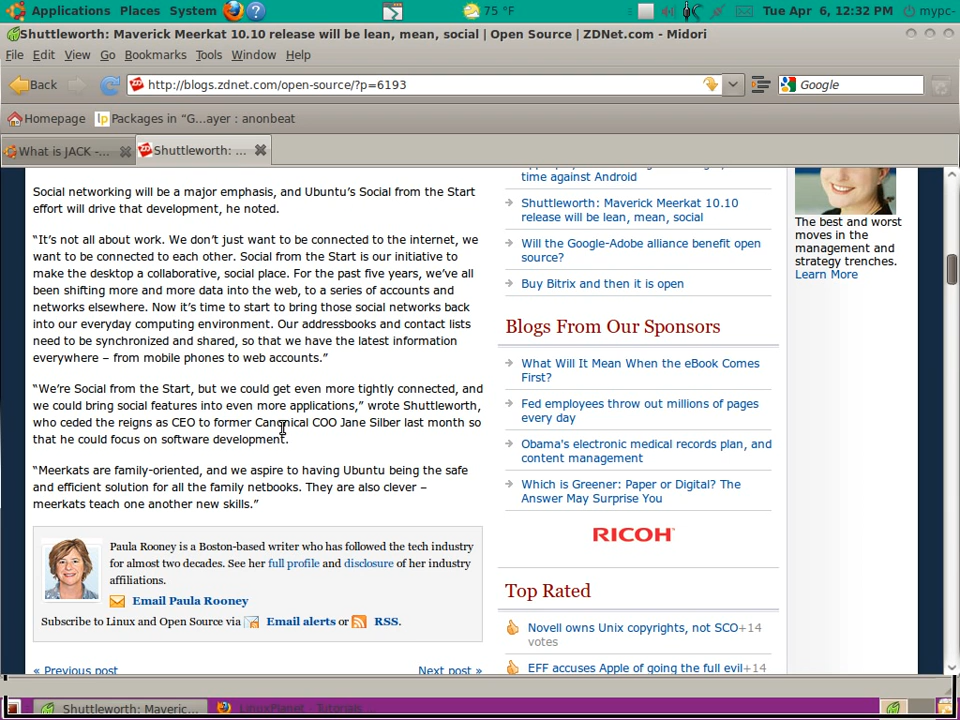 Applications Places System 75 °F Tue Apr 6, 12:32 PM mypc-
Shuttleworth: Maverick Meerkat 10.10 release will be lean, mean, social | Open Source | ZDNet.com - Midori
File Edit View Go Bookmarks Tools Window Help
Back http://blogs.zdnet.com/open-source/?p=6193 Google
Homepage Packages in “G...ayer : anonbeat
What is JACK -... Shuttleworth: ...
Social networking will be a major emphasis, and Ubuntu’s Social from the Start
effort will drive that development, he noted.
“It’s not all about work. We don’t just want to be connected to the internet, we
want to be connected to each other. Social from the Start is our initiative to
make the desktop a collaborative, social place. For the past five years, we’ve all
been shifting more and more data into the web, to a series of accounts and
networks elsewhere. Now it’s time to start to bring those social networks back
into our everyday computing environment. Our addressbooks and contact lists
need to be synchronized and shared, so that we have the latest information
everywhere – from mobile phones to web accounts.”
“We’re Social from the Start, but we could get even more tightly connected, and
we could bring social features into even more applications,” wrote Shuttleworth,
who ceded the reigns as CEO to former Canonical COO Jane Silber last month so
that he could focus on software development.
“Meerkats are family-oriented, and we aspire to having Ubuntu being the safe
and efficient solution for all the family netbooks. They are also clever –
meerkats teach one another new skills.”
Paula Rooney is a Boston-based writer who has followed the tech industry
for almost two decades. See her full profile and disclosure of her industry
affiliations.
Email Paula Rooney
Subscribe to Linux and Open Source via Email alerts or RSS.
« Previous post Next post »
time against Android
Shuttleworth: Maverick Meerkat 10.10
release will be lean, mean, social
Will the Google-Adobe alliance benefit open
source?
Buy Bitrix and then it is open
Blogs From Our Sponsors
What Will It Mean When the eBook Comes
First?
Fed employees throw out millions of pages
every day
Obama's electronic medical records plan, and
content management
Which is Greener: Paper or Digital? The
Answer May Surprise You
RICOH
Top Rated
Novell owns Unix copyrights, not SCO+14
votes
EFF accuses Apple of going the full evil+14
The best and worst
moves in the
management and
strategy trenches.
Learn More
Shuttleworth: Maveric... LinuxPlanet - Tutorials